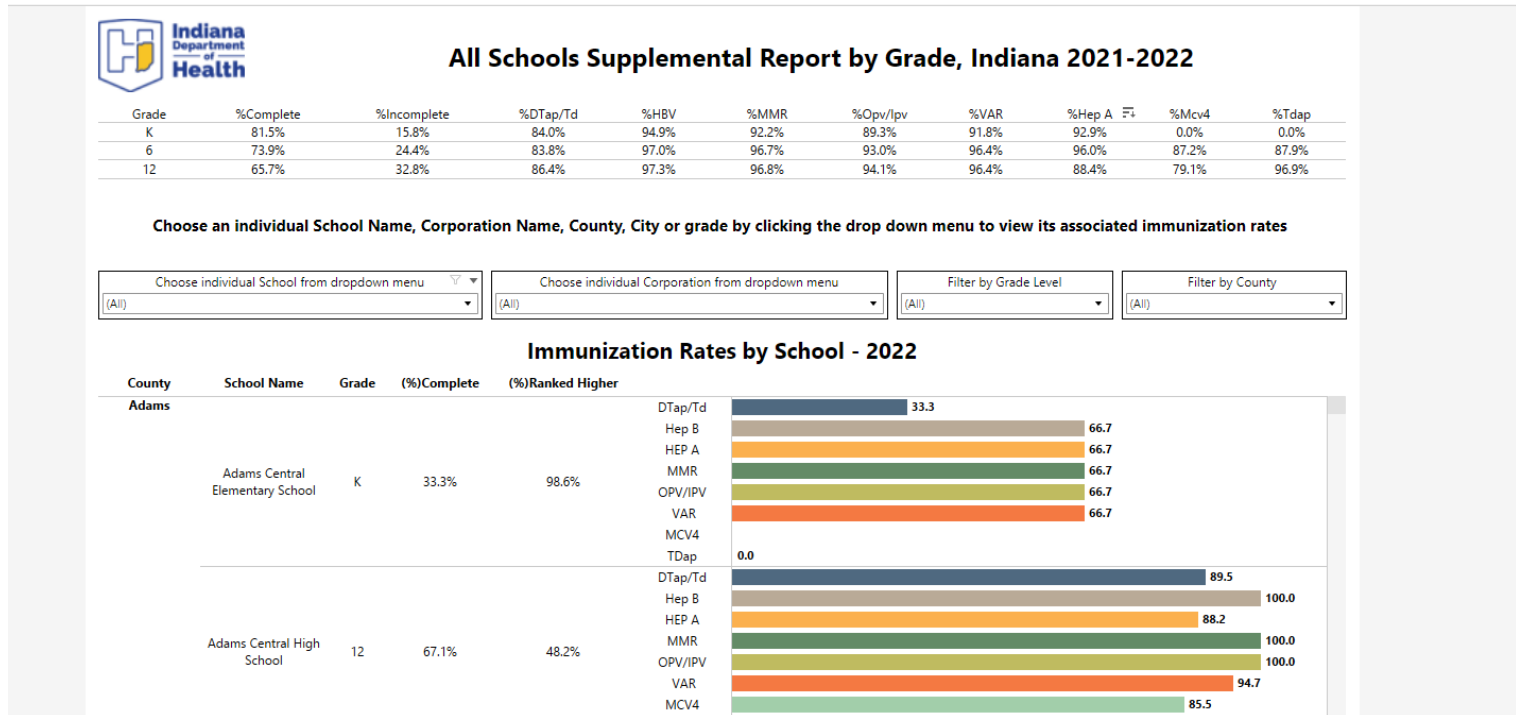 Indiana
Department
of
Health
All Schools Supplemental Report by Grade, Indiana 2021-2022
Grade %Complete %Incomplete %DTap/Td %HBV %MMR %Opv/Ipv %VAR %Hep A %Mcv4 %Tdap
K 81.5% 15.8% 84.0% 94.9% 92.2% 89.3% 91.8% 92.9% 0.0% 0.0%
6 73.9% 24.4% 83.8% 97.0% 96.7% 93.0% 96.4% 96.0% 87.2% 87.9%
12 65.7% 32.8% 86.4% 97.3% 96.8% 94.1% 96.4% 88.4% 79.1% 96.9%
Choose an individual School Name, Corporation Name, County, City or grade by clicking the drop down menu to view its associated immunization rates
Choose individual School from dropdown menu Choose individual Corporation from dropdown menu Filter by Grade Level Filter by County
(All) (All) (All) (All)
Immunization Rates by School - 2022
County School Name Grade (%)Complete (%)Ranked Higher
Adams DTap/Td 33.3
Hep B 66.7
HEP A 66.7
Adams Central MMR 66.7
Elementary School K 33.3% 98.6% OPV/IPV 66.7
VAR 66.7
MCV4
TDap 0.0
DTap/Td 89.5
Hep B 100.0
HEP A 88.2
Adams Central High MMR 100.0
School 12 67.1% 48.2% OPV/IPV 100.0
VAR 94.7
MCV4 85.5